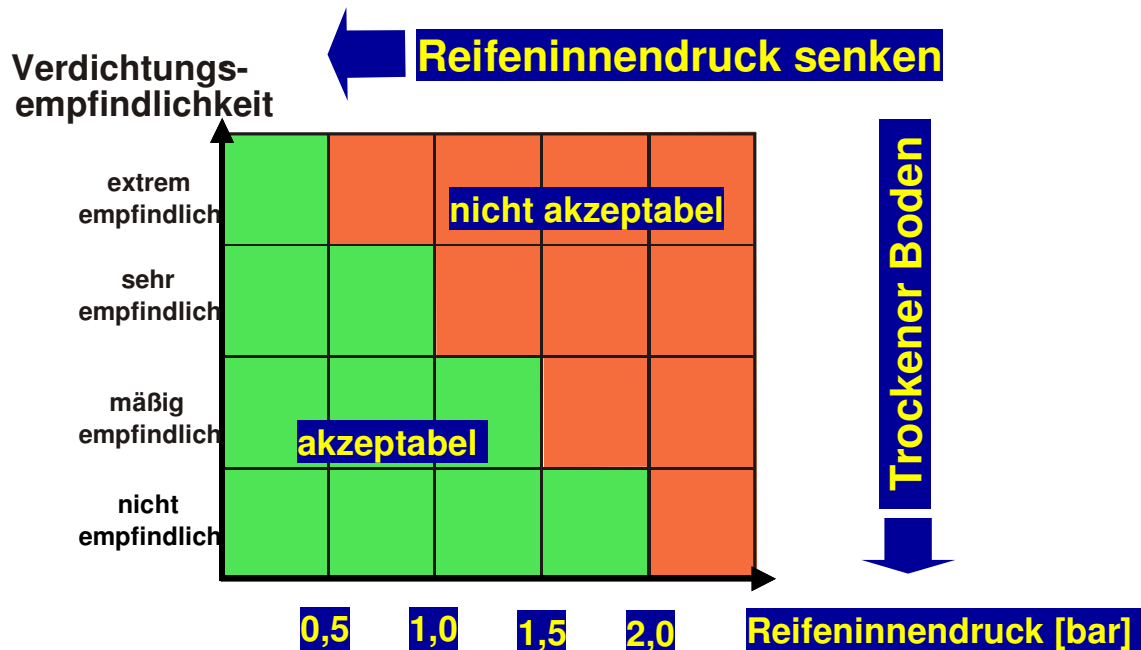 Reifeninnendruck senken
Verdichtungs-
empfindlichkeit
extrem
empfindlich
nicht akzeptabel
sehr
empfindlich
Trockener Boden
mäßig
empfindlich
akzeptabel
nicht
empfindlich
0,5 1,0 1,5 2,0 Reifeninnendruck [bar]